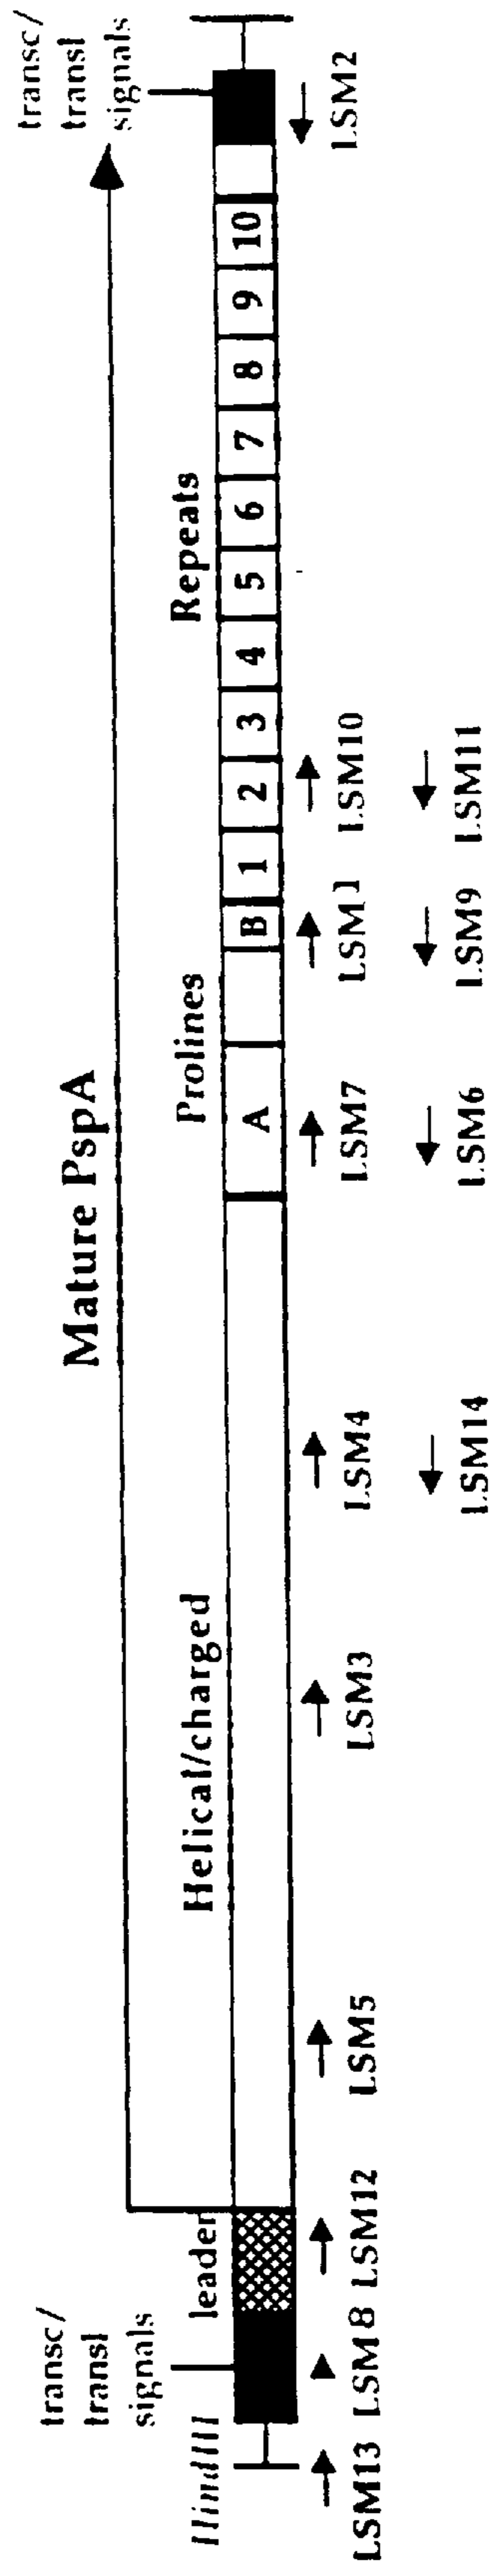 transc/
transl
signals
Mature PspA
transc/
transl
signals
HindIII
leader
Helical/charged
Prolines
Repeats
A
B
1
2
3
4
5
6
7
8
9
10
LSM13
LSM8
LSM12
LSM5
LSM3
LSM4
LSM7
LSM1
LSM10
LSM2
LSM14
LSM6
LSM9
LSM11